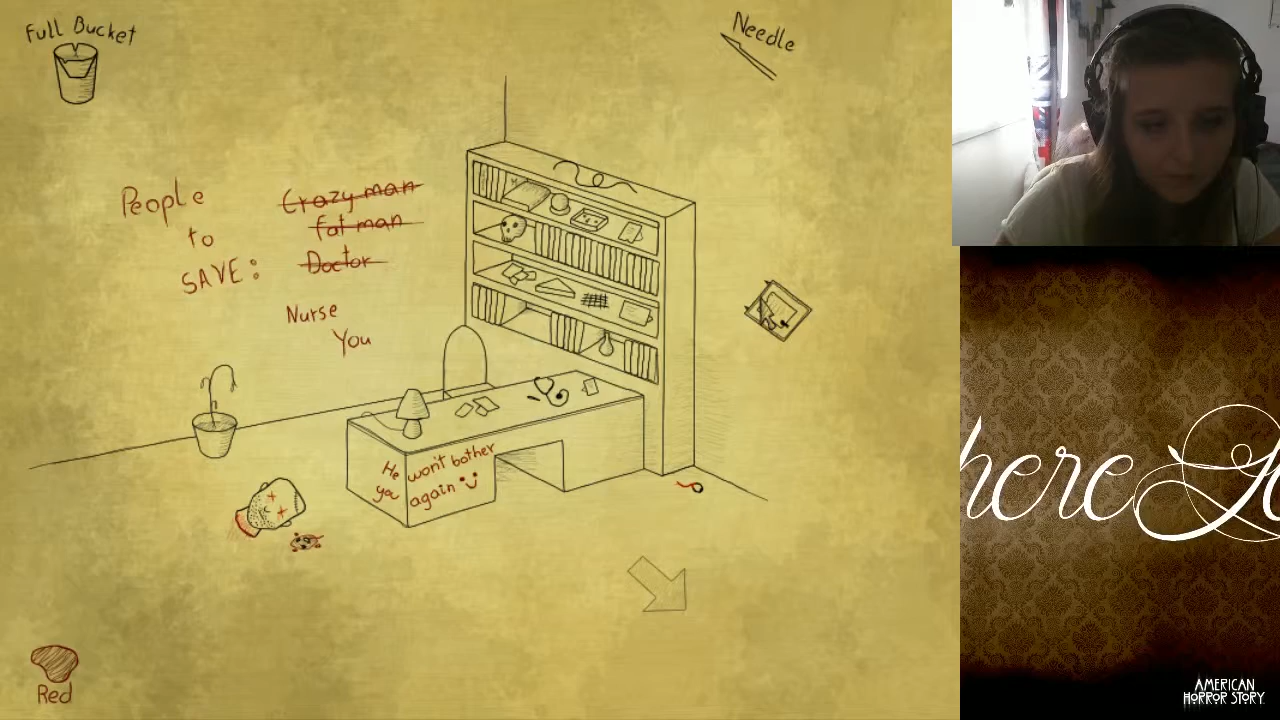 Full Bucket
Needle
People
to
SAVE:
Crazy man
fat man
Doctor
Nurse
You
He won't bother
you again
Red
here
AMERICAN
HORROR STORY